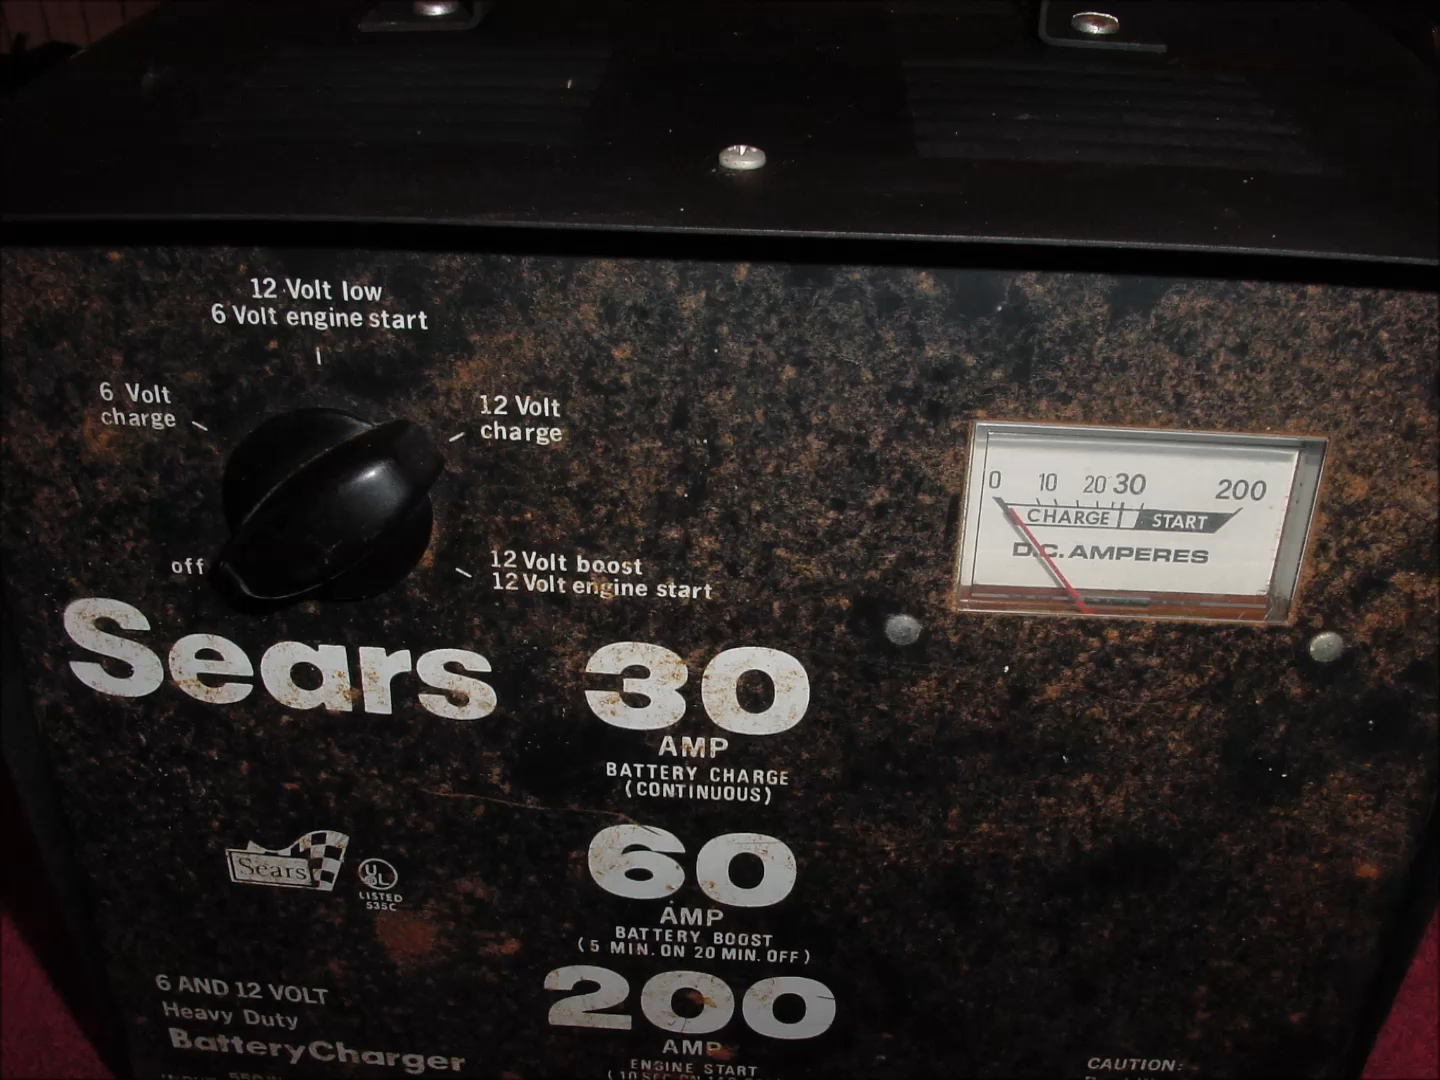 12 Volt low
6 Volt engine start
6 Volt
charge
12 Volt
charge
off
12 Volt boost
12 Volt engine start
0 10 20 30 200
CHARGE START
D.C. AMPERES
Sears
30
AMP
BATTERY CHARGE
(CONTINUOUS)
Sears
UL
LISTED
535C
60
AMP
BATTERY BOOST
(5 MIN. ON 20 MIN. OFF)
6 AND 12 VOLT
Heavy Duty
BatteryCharger
200
AMP
ENGINE START
CAUTION: